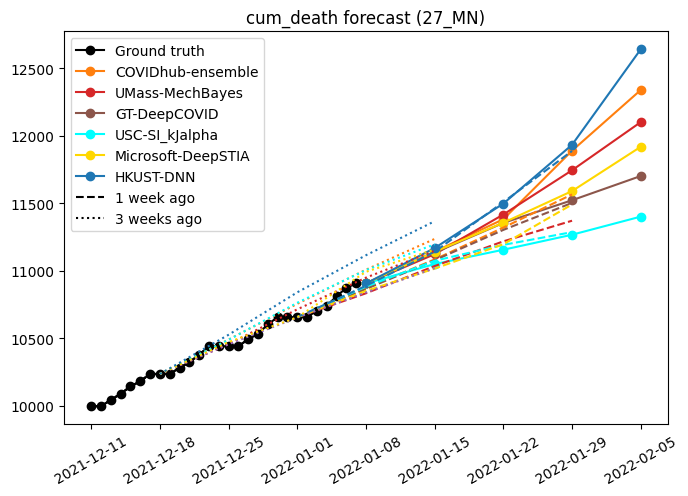 cum_death forecast (27_MN)
Ground truth
COVIDhub-ensemble
UMass-MechBayes
GT-DeepCOVID
USC-SI_kJalpha
Microsoft-DeepSTIA
HKUST-DNN
1 week ago
3 weeks ago
12500
12000
11500
11000
10500
10000
2021-12-11
2021-12-18
2021-12-25
2022-01-01
2022-01-08
2022-01-15
2022-01-22
2022-01-29
2022-02-05